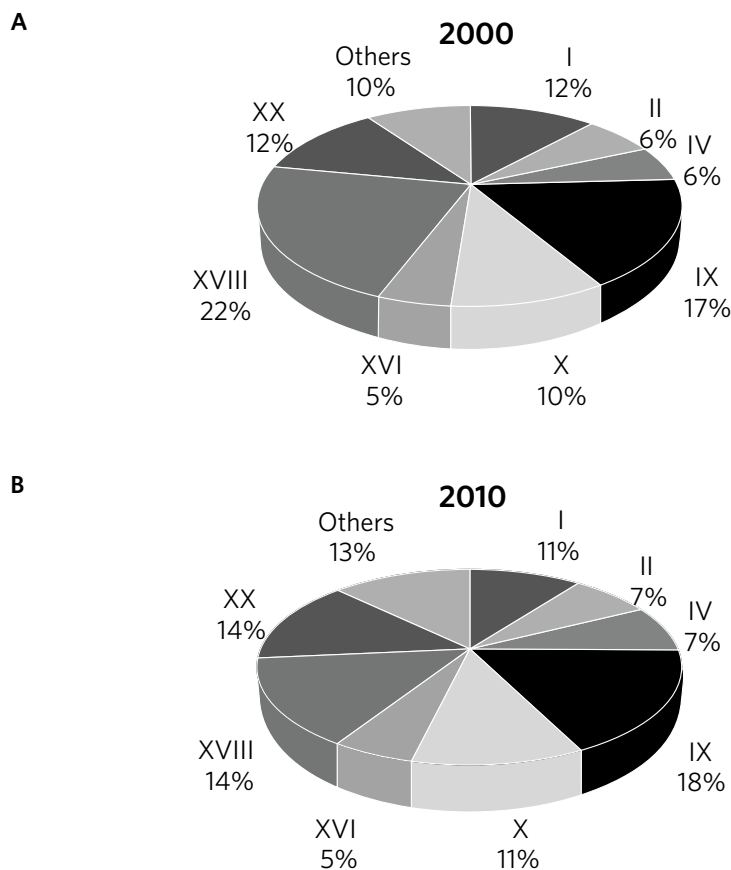 A
2000
Others
10%
I
12%
II
6%
IV
6%
XX
12%
IX
17%
XVIII
22%
XVI
5%
X
10%
B
2010
Others
13%
I
11%
II
7%
IV
7%
XX
14%
IX
18%
XVIII
14%
XVI
5%
X
11%